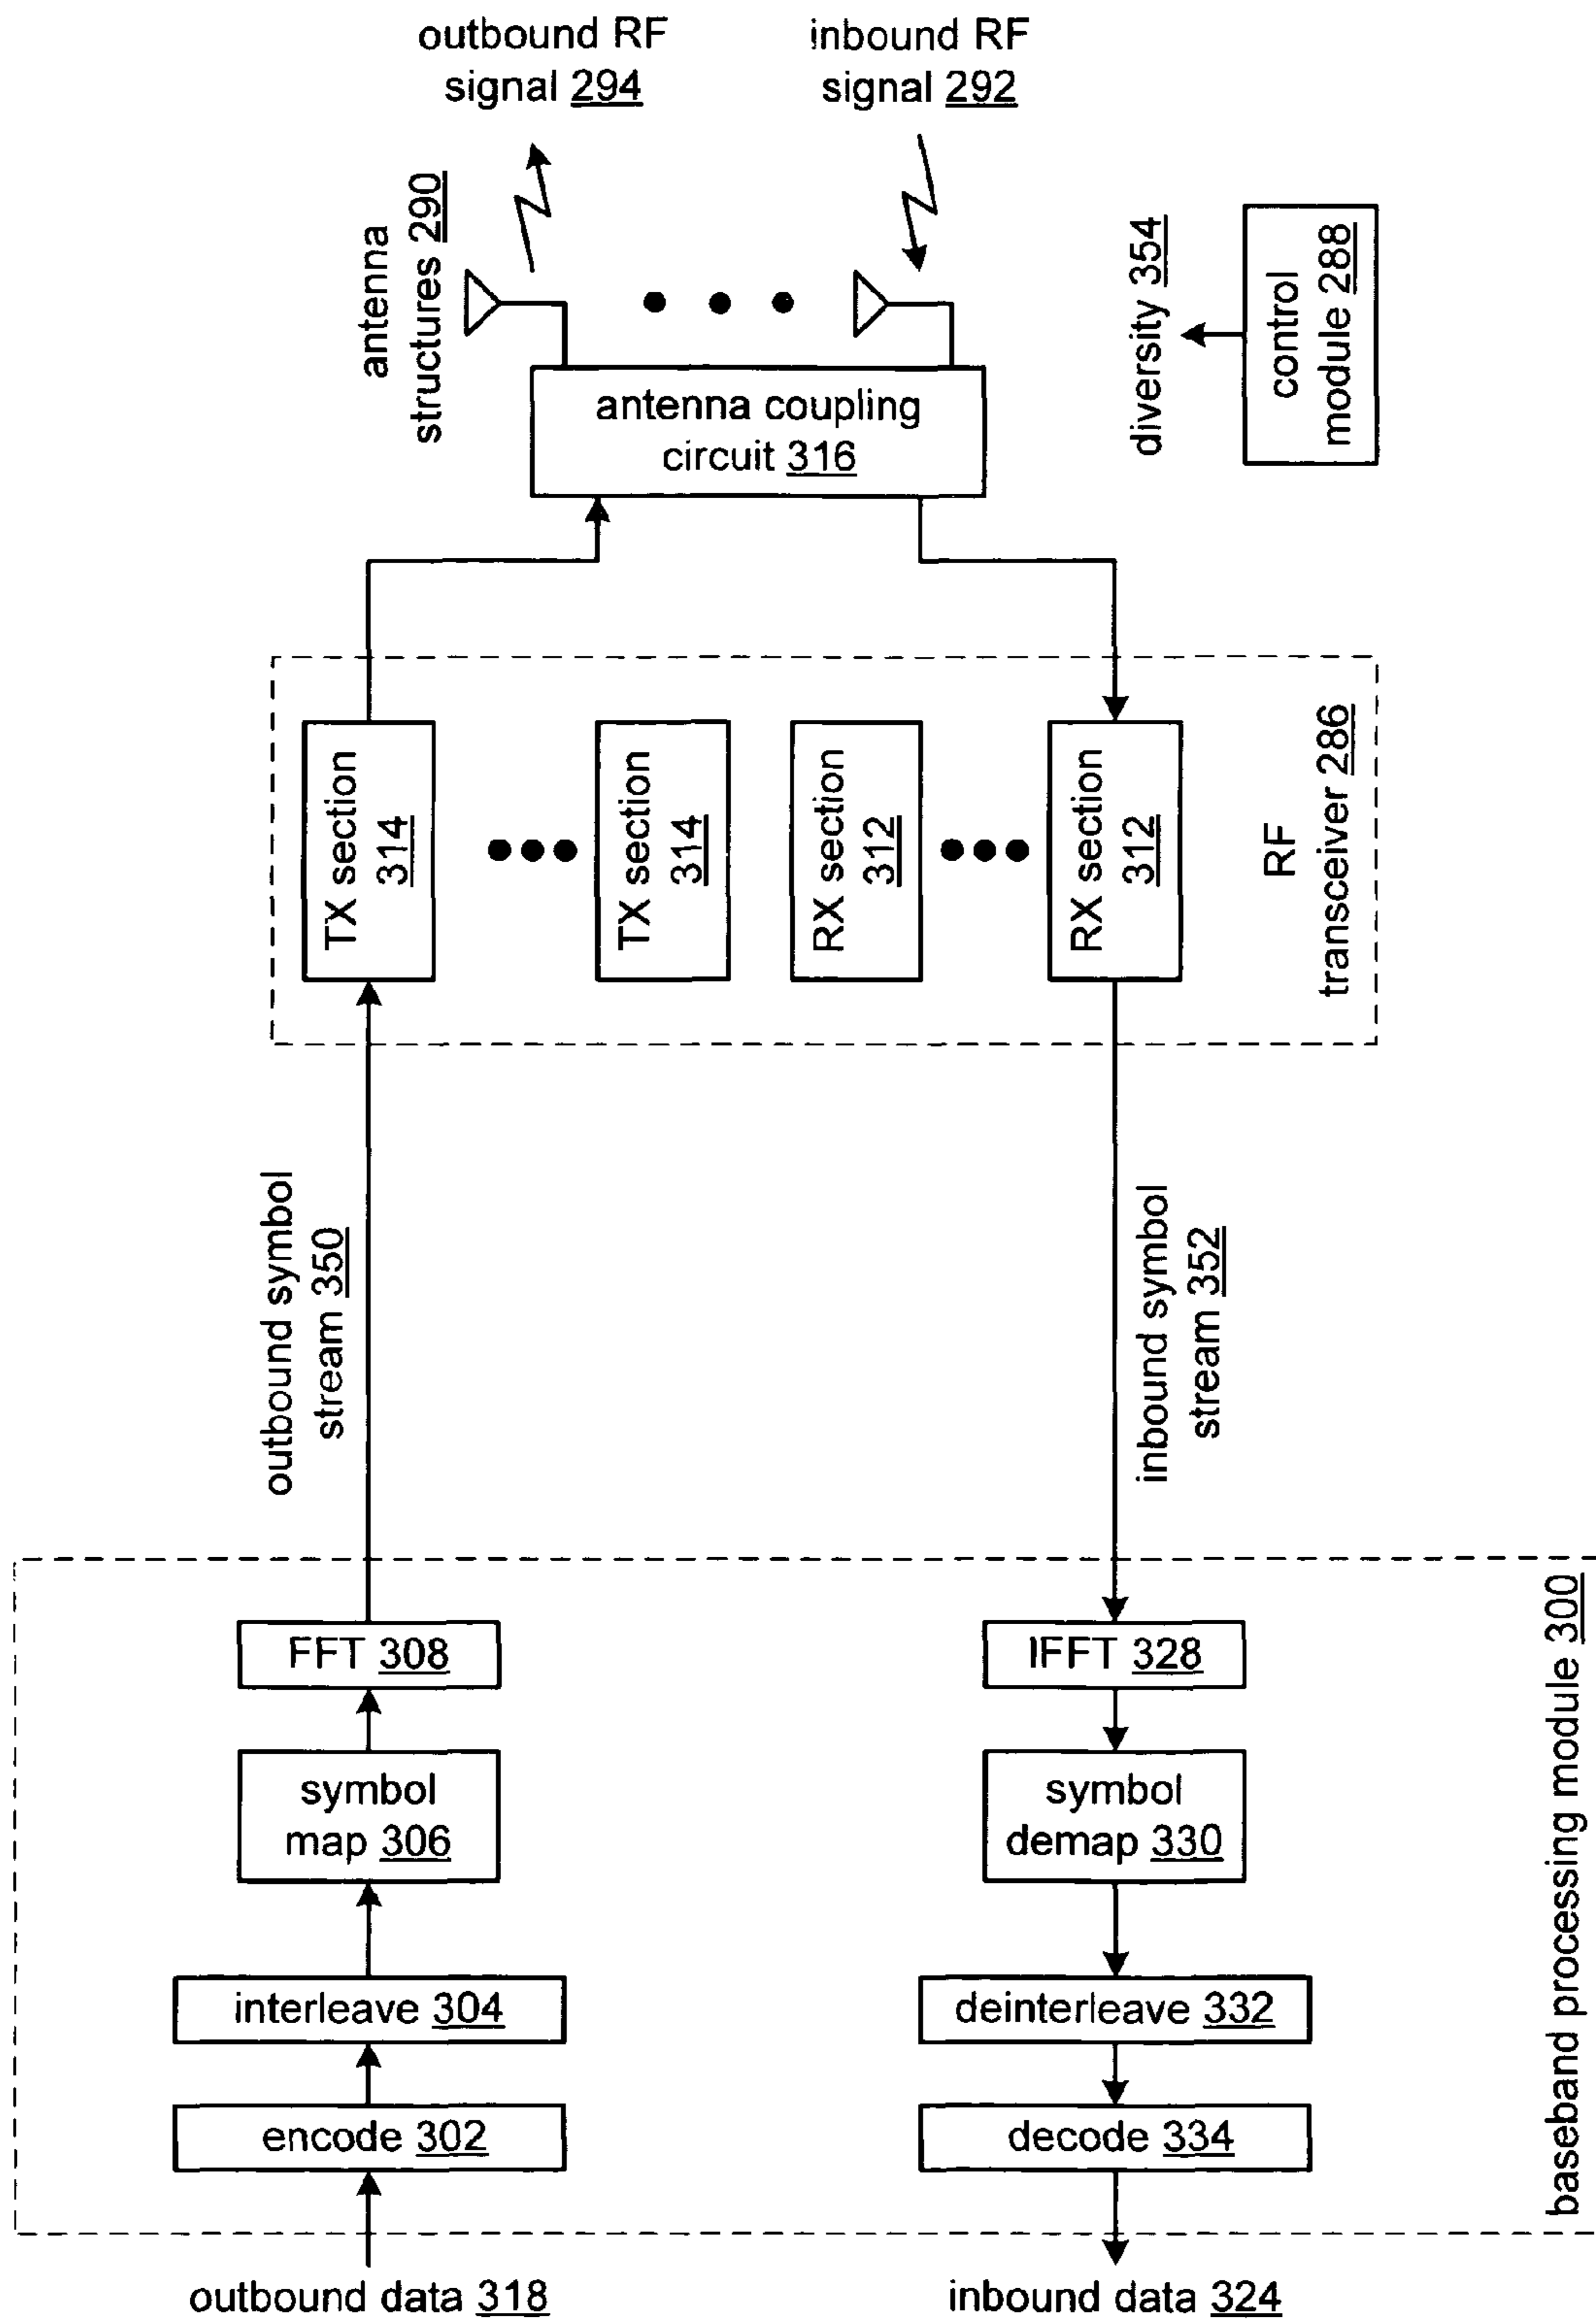 outbound RF
signal 294
inbound RF
signal 292
antenna
structures 290
diversity 354
control
module 288
antenna coupling
circuit 316
TX section
314
TX section
314
RX section
312
RX section
312
RF
transceiver 286
outbound symbol
stream 350
inbound symbol
stream 352
FFT 308
IFFT 328
symbol
map 306
symbol
demap 330
interleave 304
deinterleave 332
encode 302
decode 334
baseband processing module 300
outbound data 318
inbound data 324